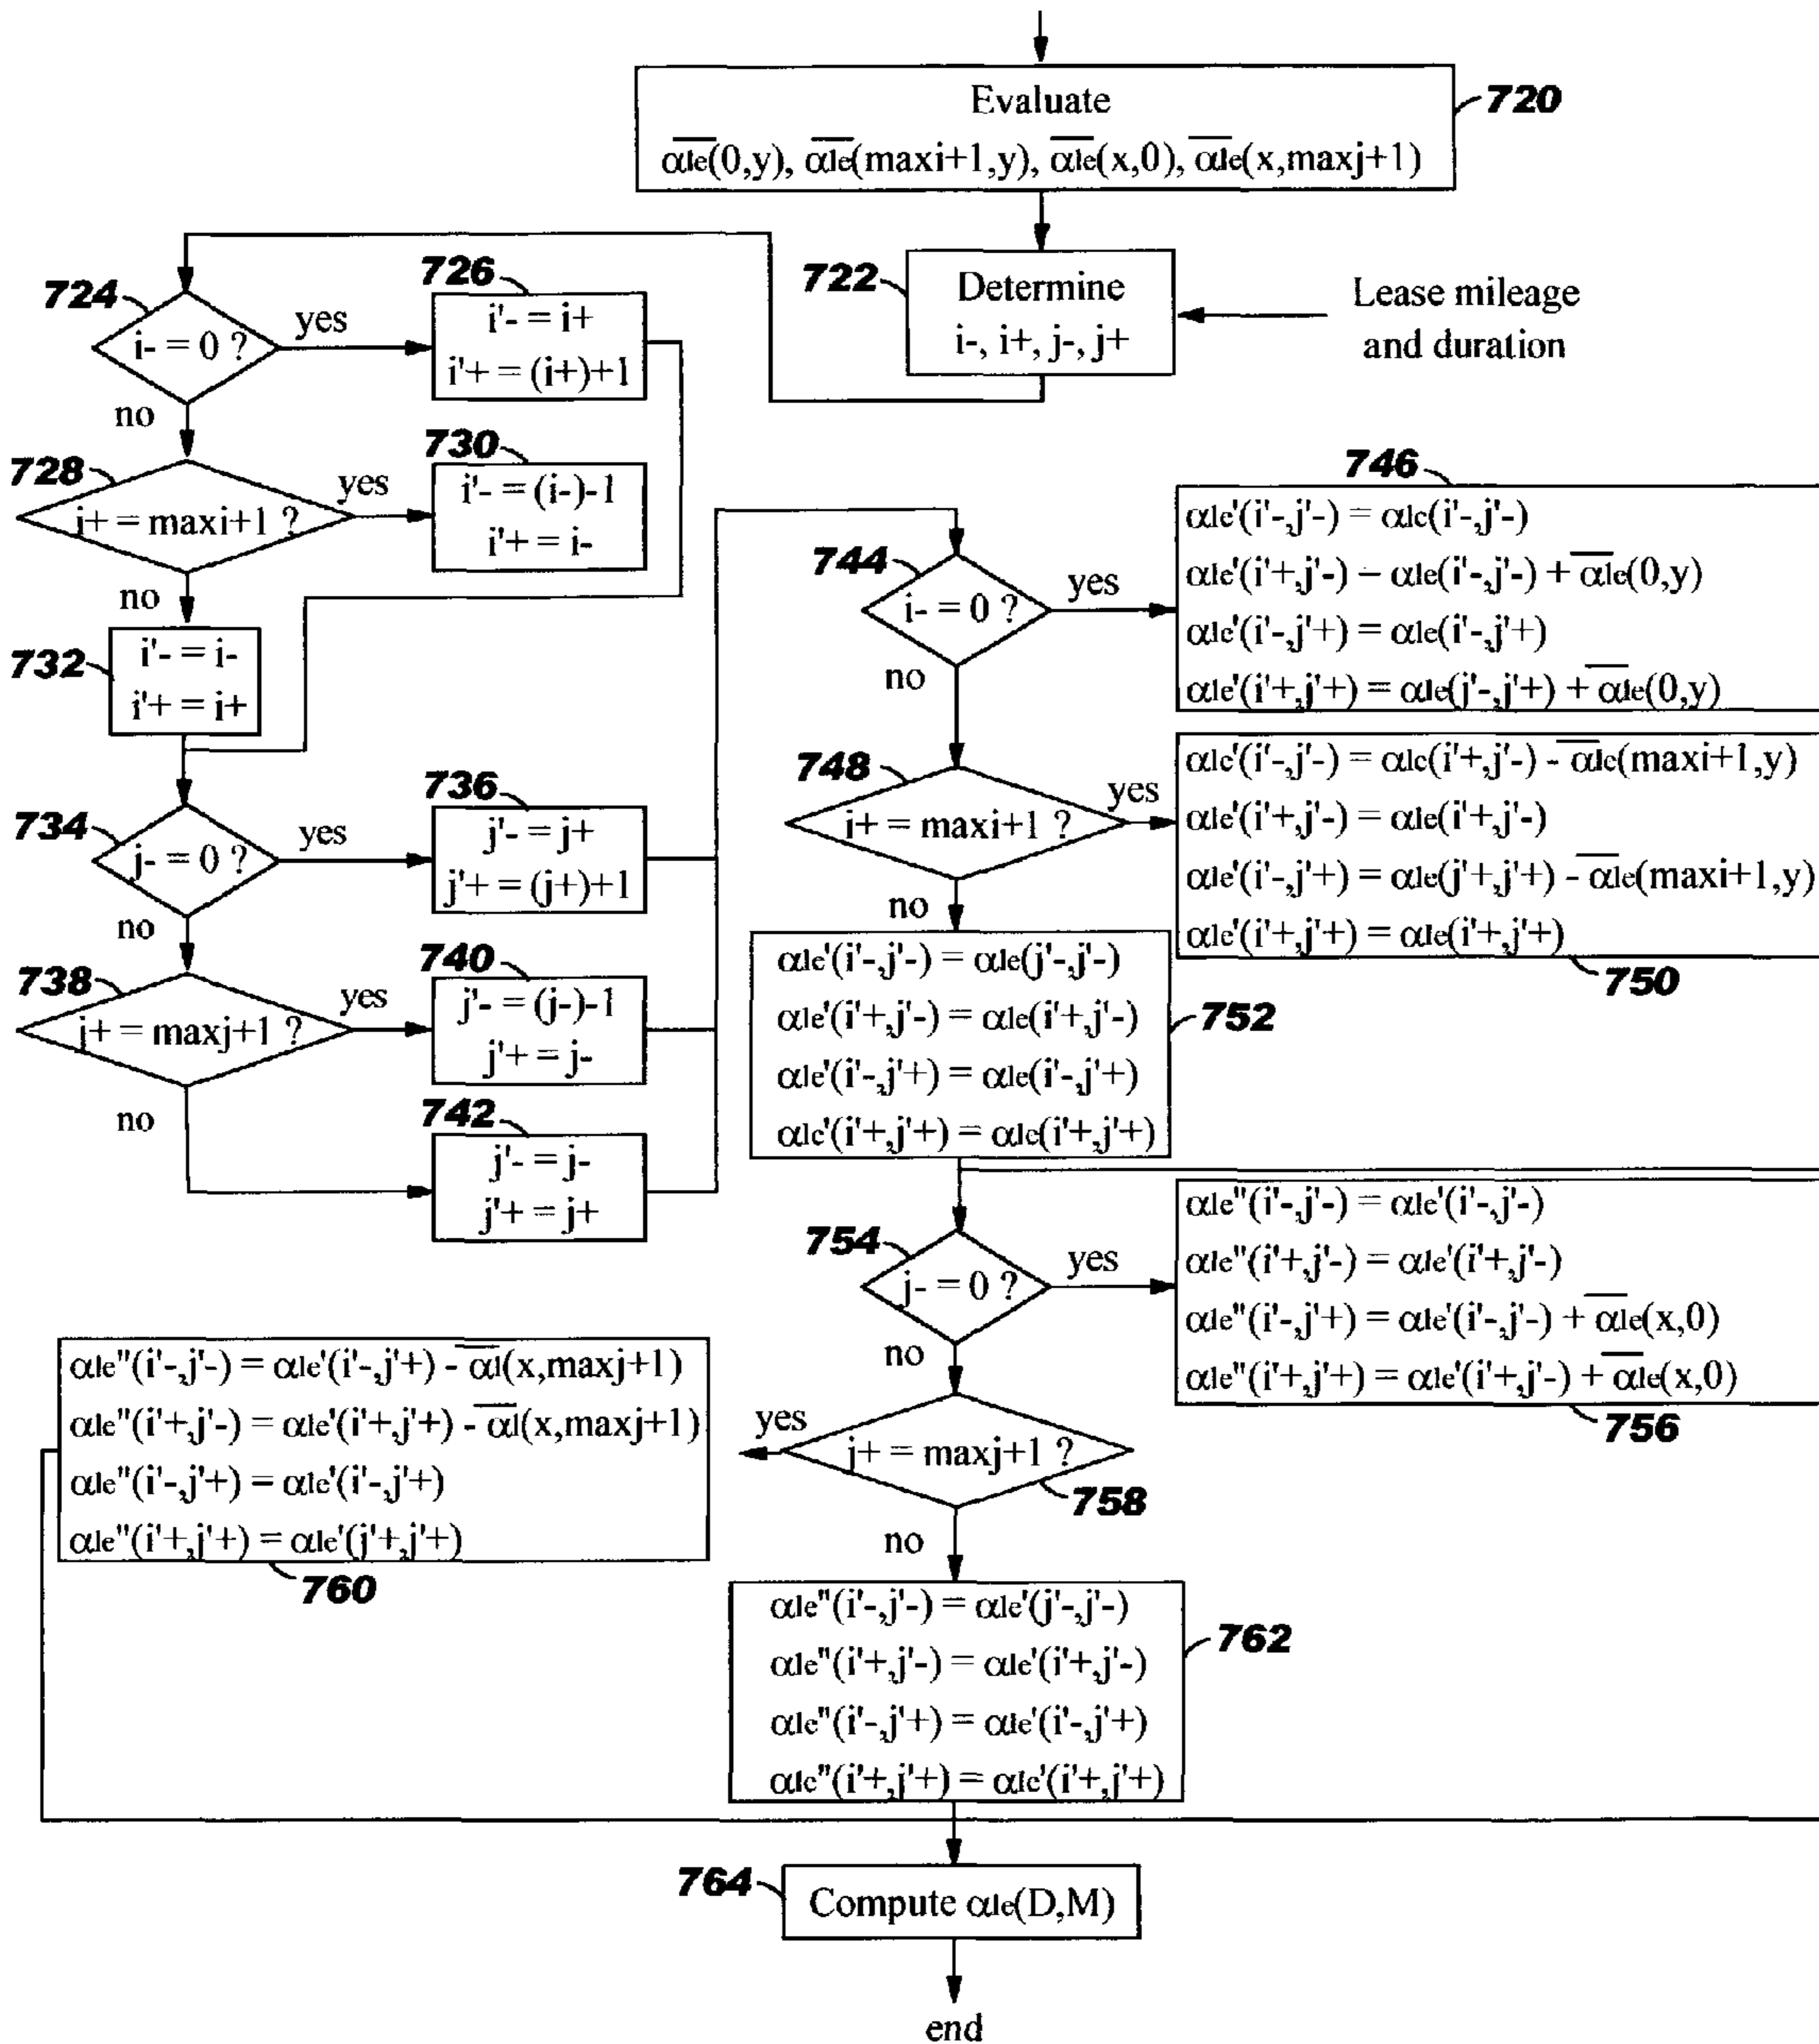 Evaluate
720
αle(0,y), αle(maxi+1,y), αle(x,0), αle(x,maxj+1)
722
Determine
i-, i+, j-, j+
Lease mileage
and duration
724
i- = 0 ?
yes
no
726
i'- = i+
i'+ = (i+)+1
728
i+ = maxi+1 ?
yes
no
730
i'- = (i-)-1
i'+ = i-
732
i'- = i-
i'+ = i+
734
j- = 0 ?
yes
no
736
j'- = j+
j'+ = (j+)+1
738
j+ = maxj+1 ?
yes
no
740
j'- = (j-)-1
j'+ = j-
742
j'- = j-
j'+ = j+
744
i- = 0 ?
yes
no
746
αle'(i'-,j'-) = αle(i'-,j'-)
αle'(i'+,j'-) = αle(i'-,j'-) + αle(0,y)
αle'(i'-,j'+) = αle(i'-,j'+)
αle'(i'+,j'+) = αle(j'-,j'+) + αle(0,y)
748
i+ = maxi+1 ?
yes
no
αle'(i'-,j'-) = αle(i'+,j'-) - αle(maxi+1,y)
αle'(i'+,j'-) = αle(i'+,j'-)
αle'(i'-,j'+) = αle(j'+,j'+) - αle(maxi+1,y)
αle'(i'+,j'+) = αle(i'+,j'+)
750
αle'(i'-,j'-) = αle(j'-,j'-)
αle'(i'+,j'-) = αle(i'+,j'-)
αle'(i'-,j'+) = αle(i'-,j'+)
αle'(i'+,j'+) = αle(i'+,j'+)
752
754
j- = 0 ?
yes
no
αle''(i'-,j'-) = αle'(i'-,j'-)
αle''(i'+,j'-) = αle'(i'+,j'-)
αle''(i'-,j'+) = αle'(i'-,j'-) + αle(x,0)
αle''(i'+,j'+) = αle'(i'+,j'-) + αle(x,0)
756
j+ = maxj+1 ?
yes
758
no
αle''(i'-,j'-) = αle'(i'-,j'+) - αl(x,maxj+1)
αle''(i'+,j'-) = αle'(i'+,j'+) - αl(x,maxj+1)
αle''(i'-,j'+) = αle'(i'-,j'+)
αle''(i'+,j'+) = αle'(j'+,j'+)
760
αle''(i'-,j'-) = αle'(j'-,j'-)
αle''(i'+,j'-) = αle'(i'+,j'-)
αle''(i'-,j'+) = αle'(i'-,j'+)
αle''(i'+,j'+) = αle'(i'+,j'+)
762
764
Compute αle(D,M)
end